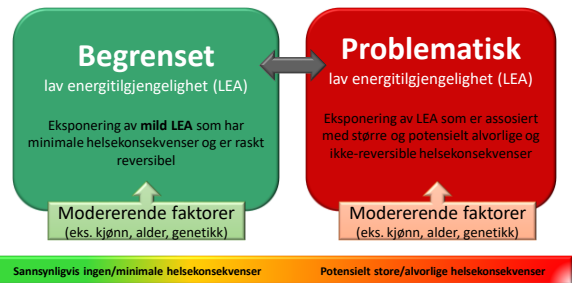 Begrenset
lav energitilgjengelighet (LEA)
Eksponering av mild LEA som har
minimale helsekonsekvenser og er raskt
reversibel
Modererende faktorer
(eks. kjønn, alder, genetikk)
Problematisk
lav energitilgjengelighet (LEA)
Eksponering av LEA som er assosiert
med større og potensielt alvorlige og
ikke-reversible helsekonsekvenser
Modererende faktorer
(eks. kjønn, alder, genetikk)
Sannsynligvis ingen/minimale helsekonsekvenser
Potensielt store/alvorlige helsekonsekvenser